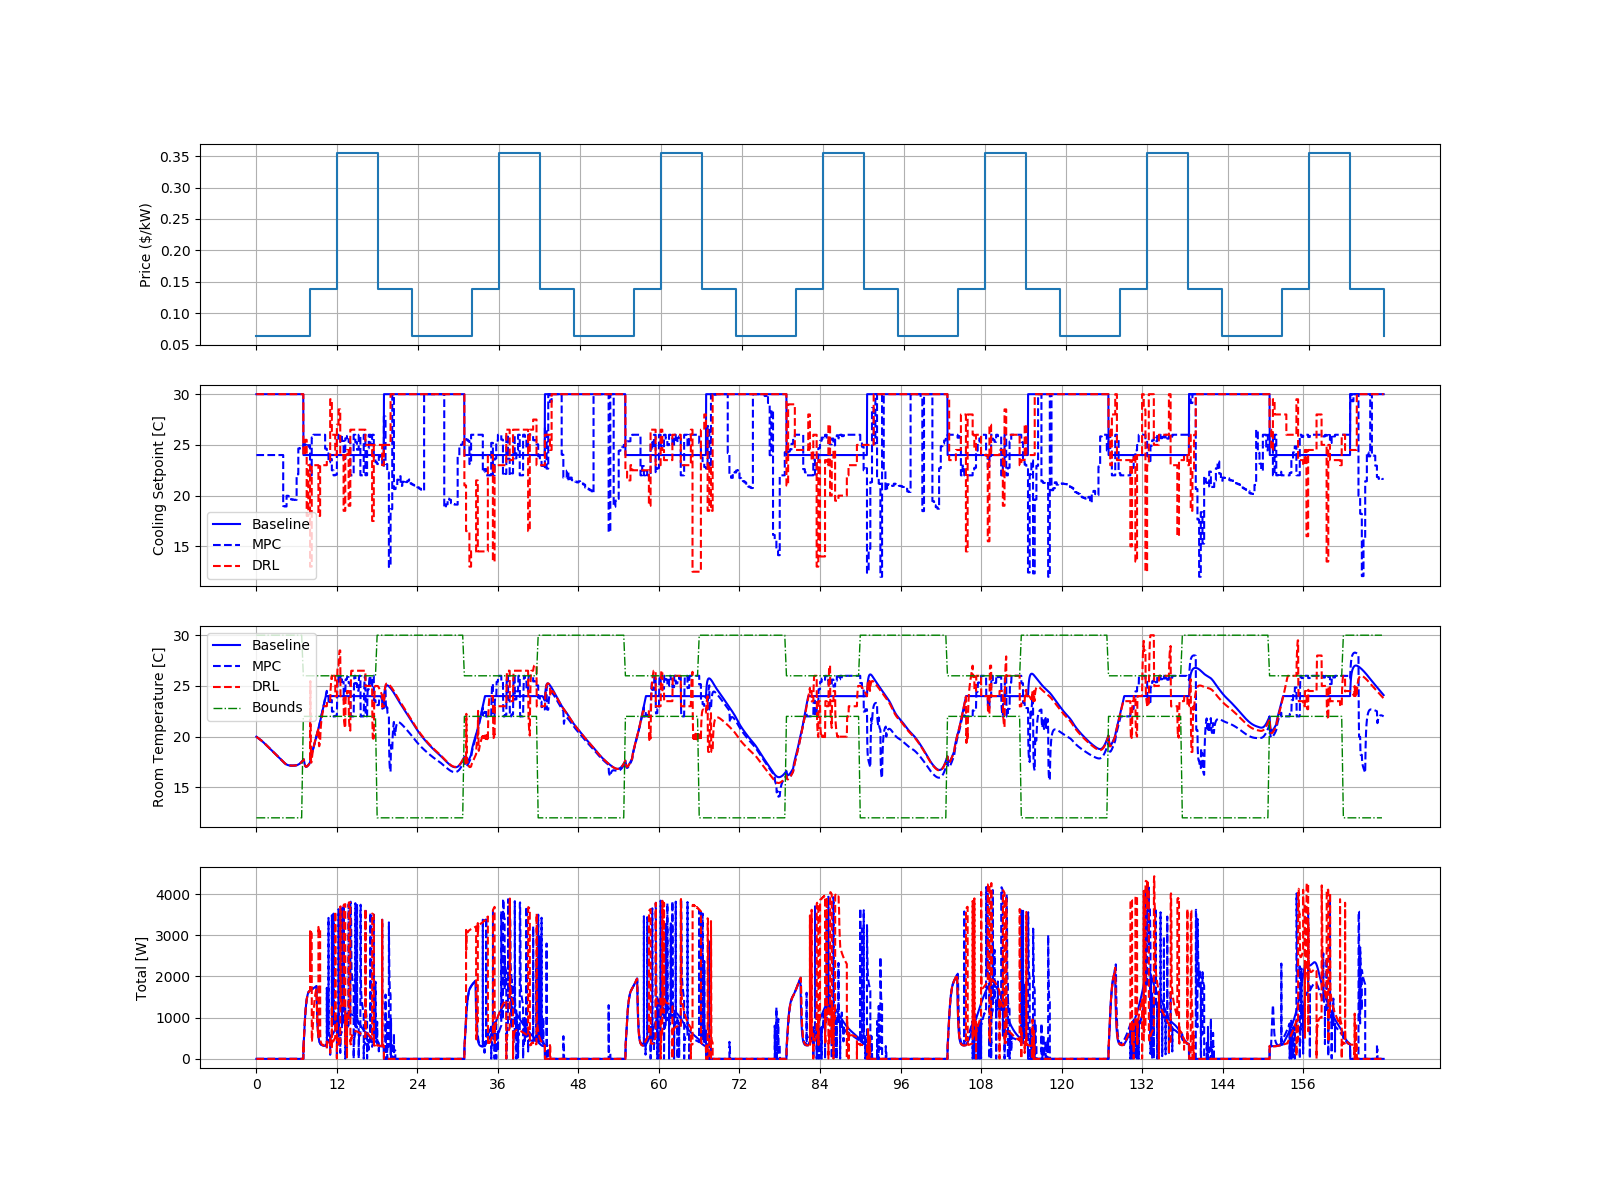 0.35
0.30
0.25
0.20
0.15
0.10
0.05
Price ($/kW)
30
25
20
15
Cooling Setpoint [C]
Baseline
MPC
DRL
30
25
20
15
Room Temperature [C]
Baseline
MPC
DRL
Bounds
4000
3000
2000
1000
0
Total [W]
0 12 24 36 48 60 72 84 96 108 120 132 144 156